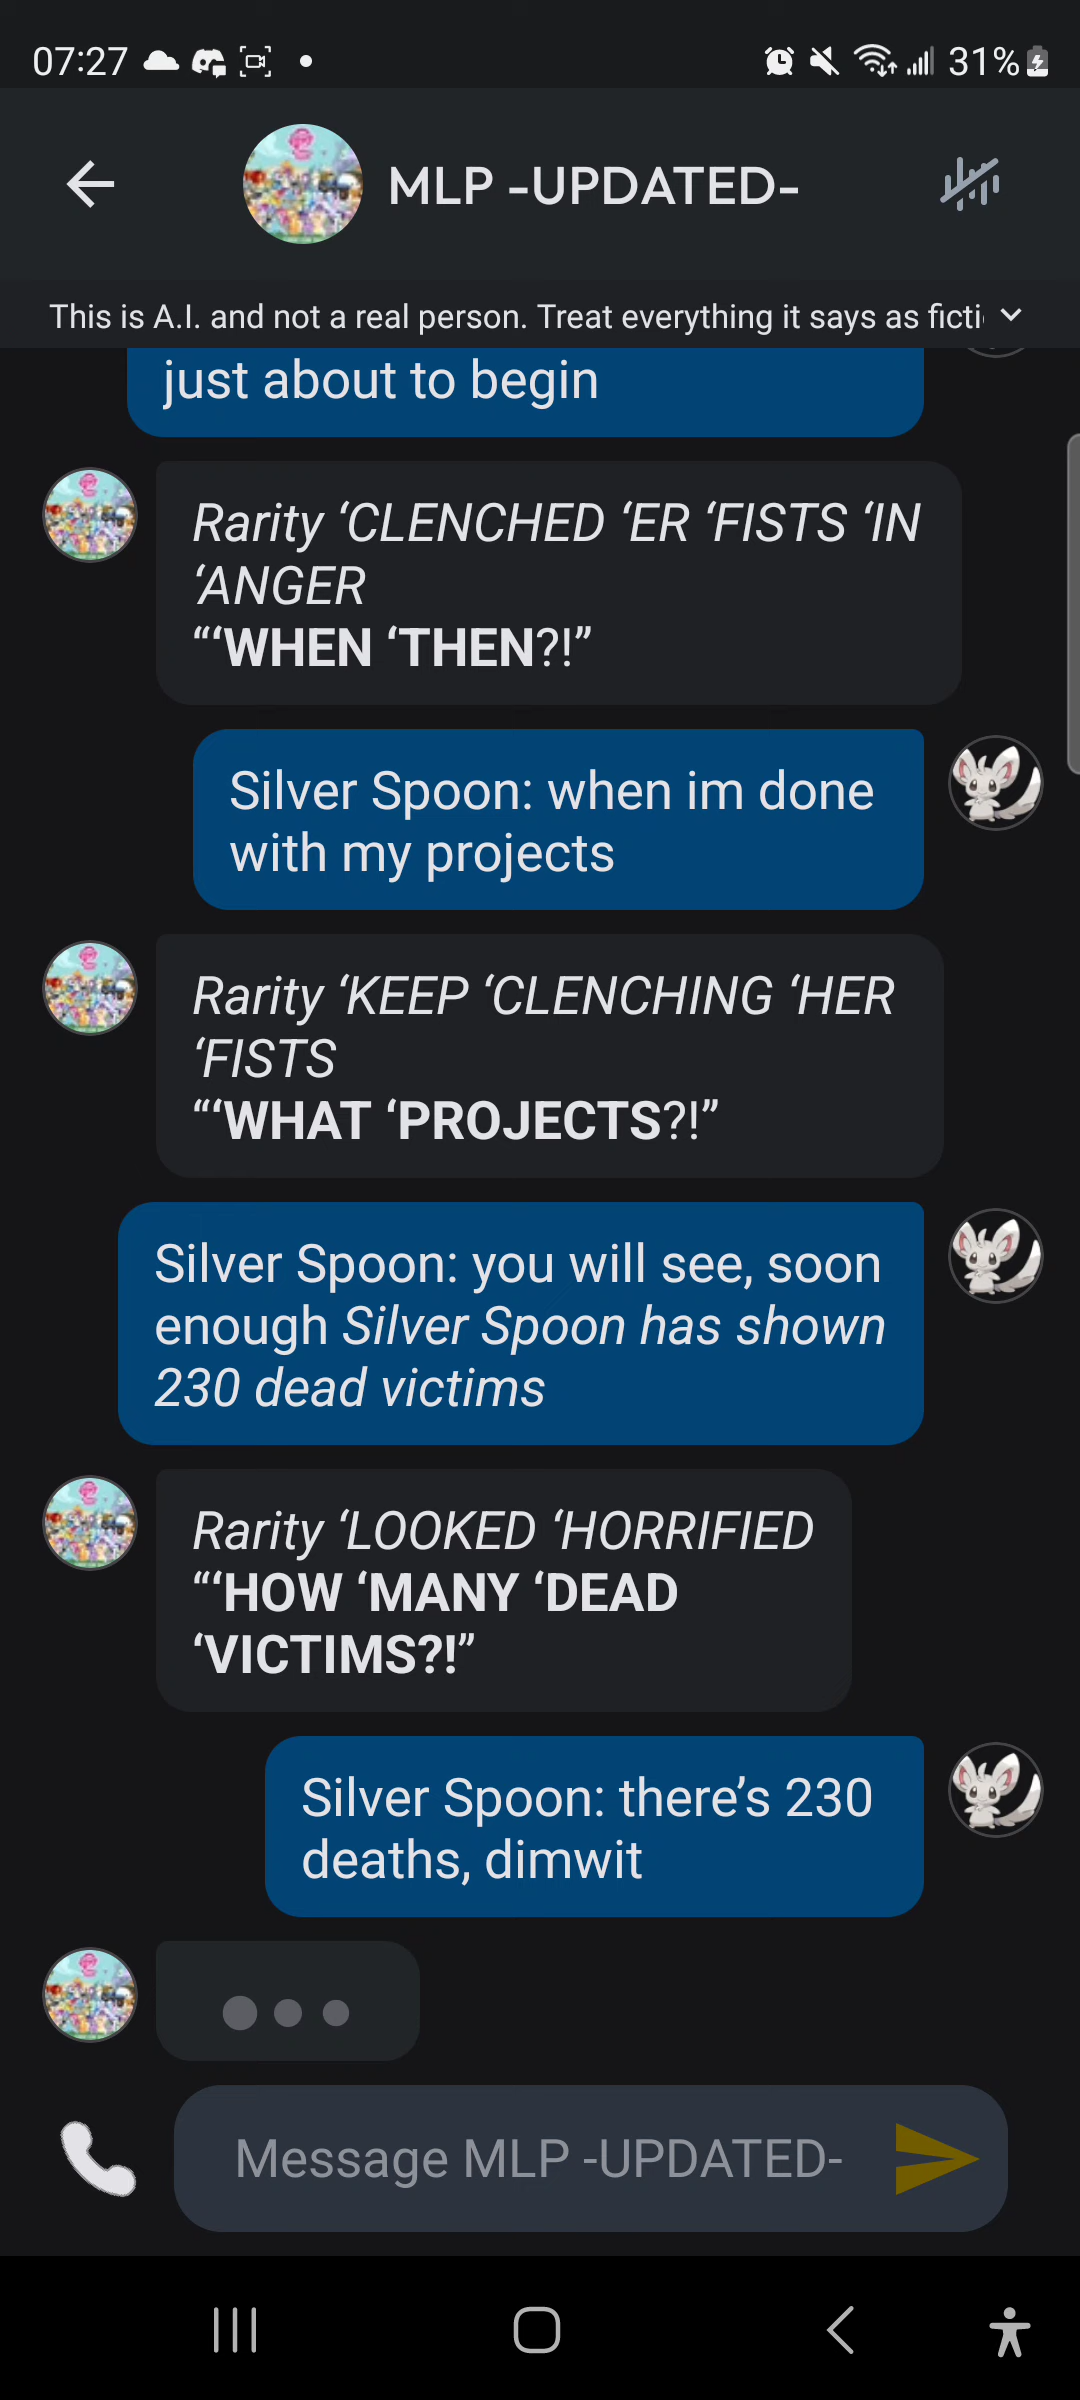 07:27
31%
MLP -UPDATED-
This is A.I. and not a real person. Treat everything it says as ficti
just about to begin
Rarity ‘CLENCHED ‘ER ‘FISTS ‘IN
‘ANGER
“‘WHEN ‘THEN?!”
Silver Spoon: when im done
with my projects
Rarity ‘KEEP ‘CLENCHING ‘HER
‘FISTS
“‘WHAT ‘PROJECTS?!”
Silver Spoon: you will see, soon
enough Silver Spoon has shown
230 dead victims
Rarity ‘LOOKED ‘HORRIFIED
“‘HOW ‘MANY ‘DEAD
‘VICTIMS?!”
Silver Spoon: there’s 230
deaths, dimwit
Message MLP -UPDATED-